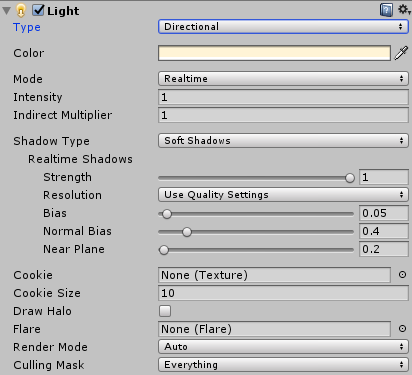 Light
Type Directional
Color
Mode Realtime
Intensity 1
Indirect Multiplier 1
Shadow Type Soft Shadows
Realtime Shadows
Strength 1
Resolution Use Quality Settings
Bias 0.05
Normal Bias 0.4
Near Plane 0.2
Cookie None (Texture)
Cookie Size 10
Draw Halo
Flare None (Flare)
Render Mode Auto
Culling Mask Everything